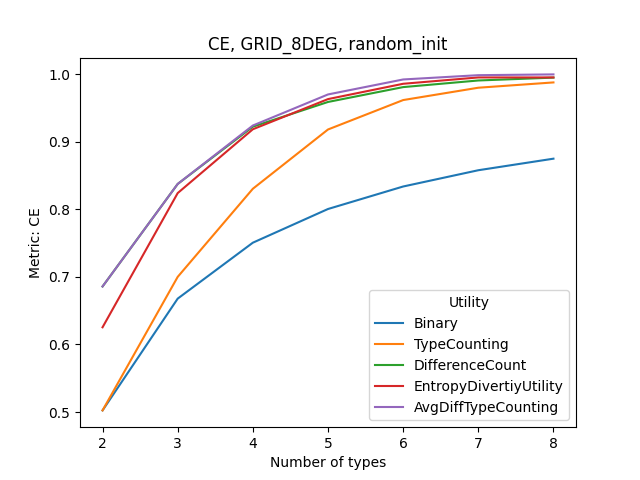 CE, GRID_8DEG, random_init
Metric: CE
1.0
0.9
0.8
0.7
0.6
0.5
2 3 4 5 6 7 8
Number of types
Utility
Binary
TypeCounting
DifferenceCount
EntropyDivertiyUtility
AvgDiffTypeCounting